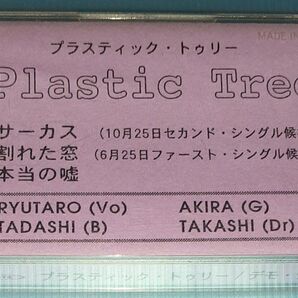 プラスティック・トゥリー
MADE IN
Plastic Tree
サーカス (10月25日セカンド・シングル候
割れた窓 (6月25日ファースト・シングル候
本当の嘘
RYUTARO (Vo) AKIRA (G)
TADASHI (B) TAKASHI (Dr)
プラスティック・トゥリー/デモ・